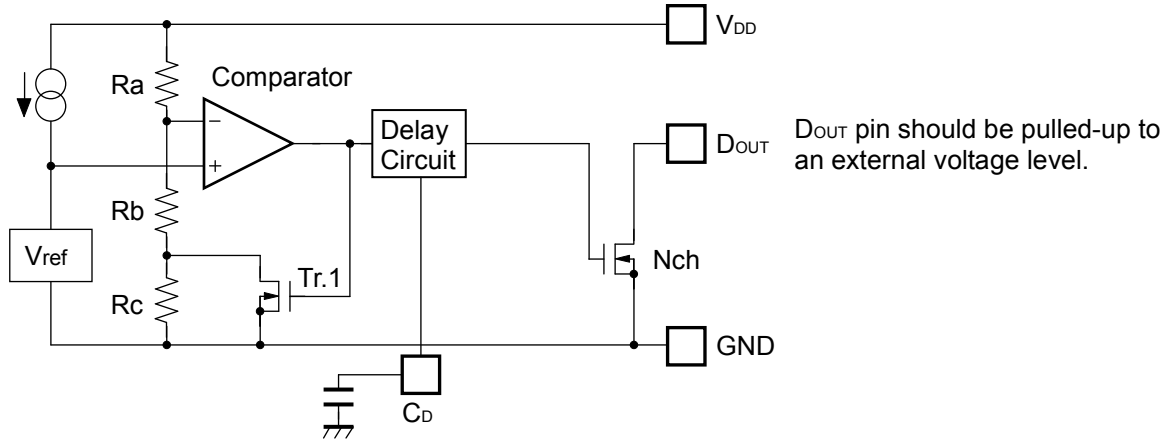 VDD
Ra
Comparator
−
+
Delay
Circuit
DOUT
DOUT pin should be pulled-up to
an external voltage level.
Rb
Vref
Tr.1
Nch
Rc
GND
CD